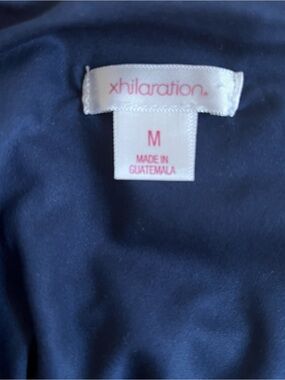 xhilaration.
M
MADE IN
GUATEMALA